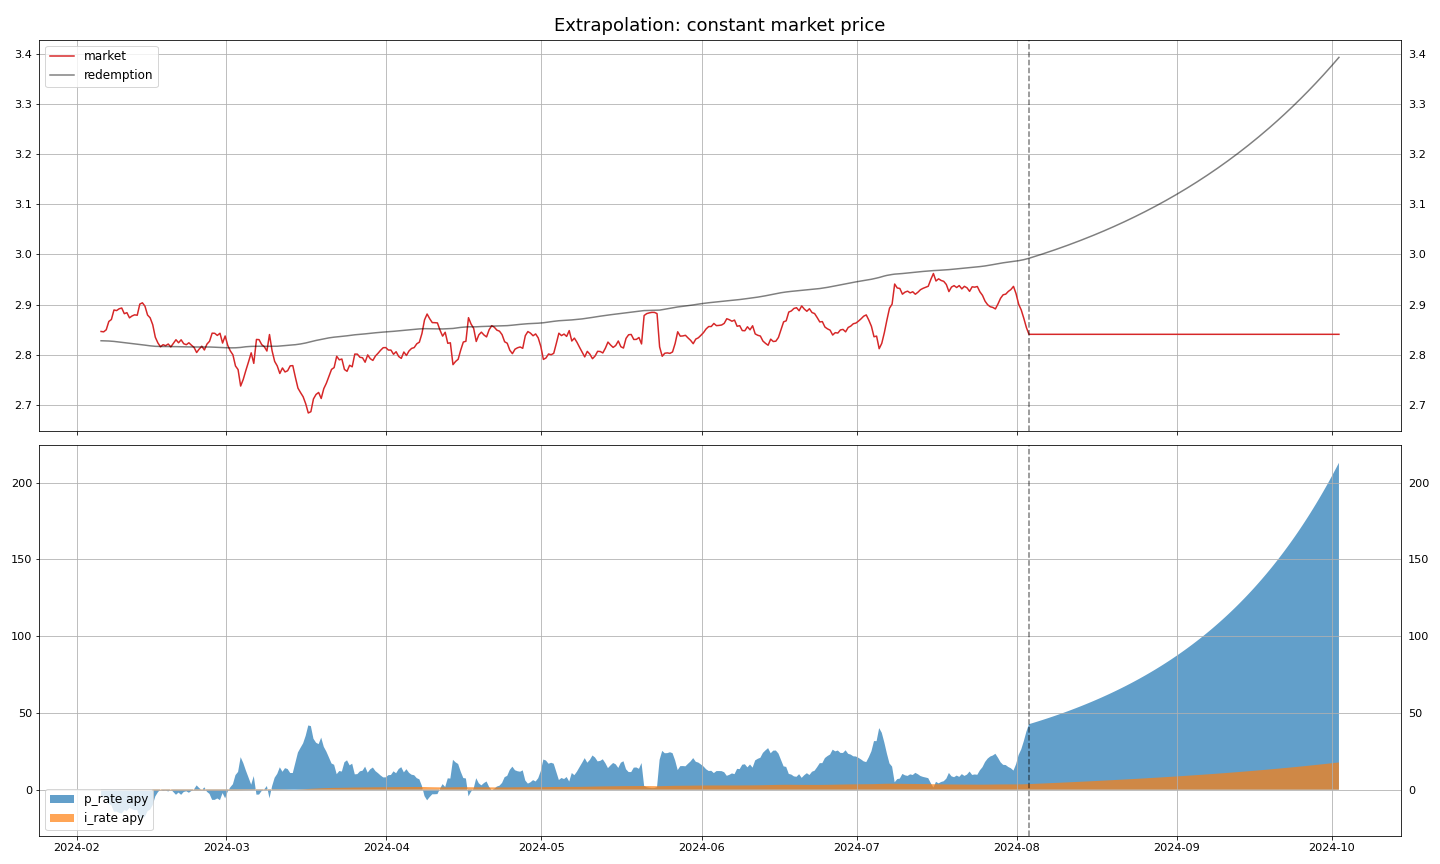 Extrapolation: constant market price
market
redemption
3.4 3.4
3.3 3.3
3.2 3.2
3.1 3.1
3.0 3.0
2.9 2.9
2.8 2.8
2.7 2.7
200 200
150 150
100 100
50 50
0 0
p_rate apy
i_rate apy
2024-02 2024-03 2024-04 2024-05 2024-06 2024-07 2024-08 2024-09 2024-10